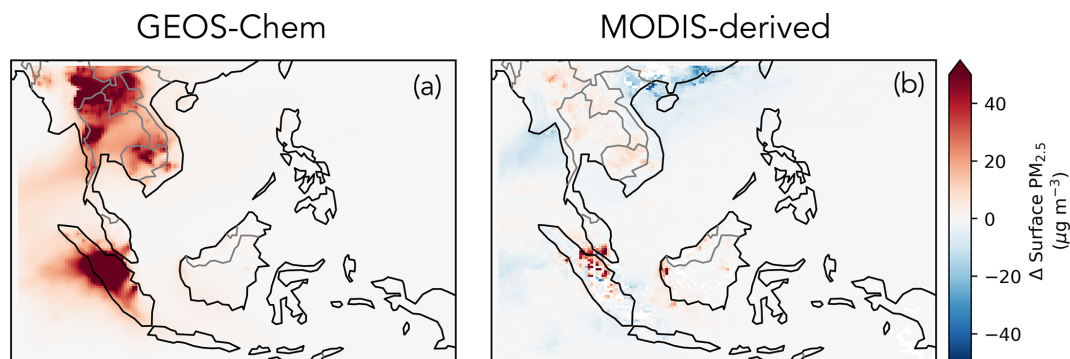 GEOS-Chem
MODIS-derived
(a)
(b)
40
20
0
−20
−40
Δ Surface PM2.5
(μg m−3)